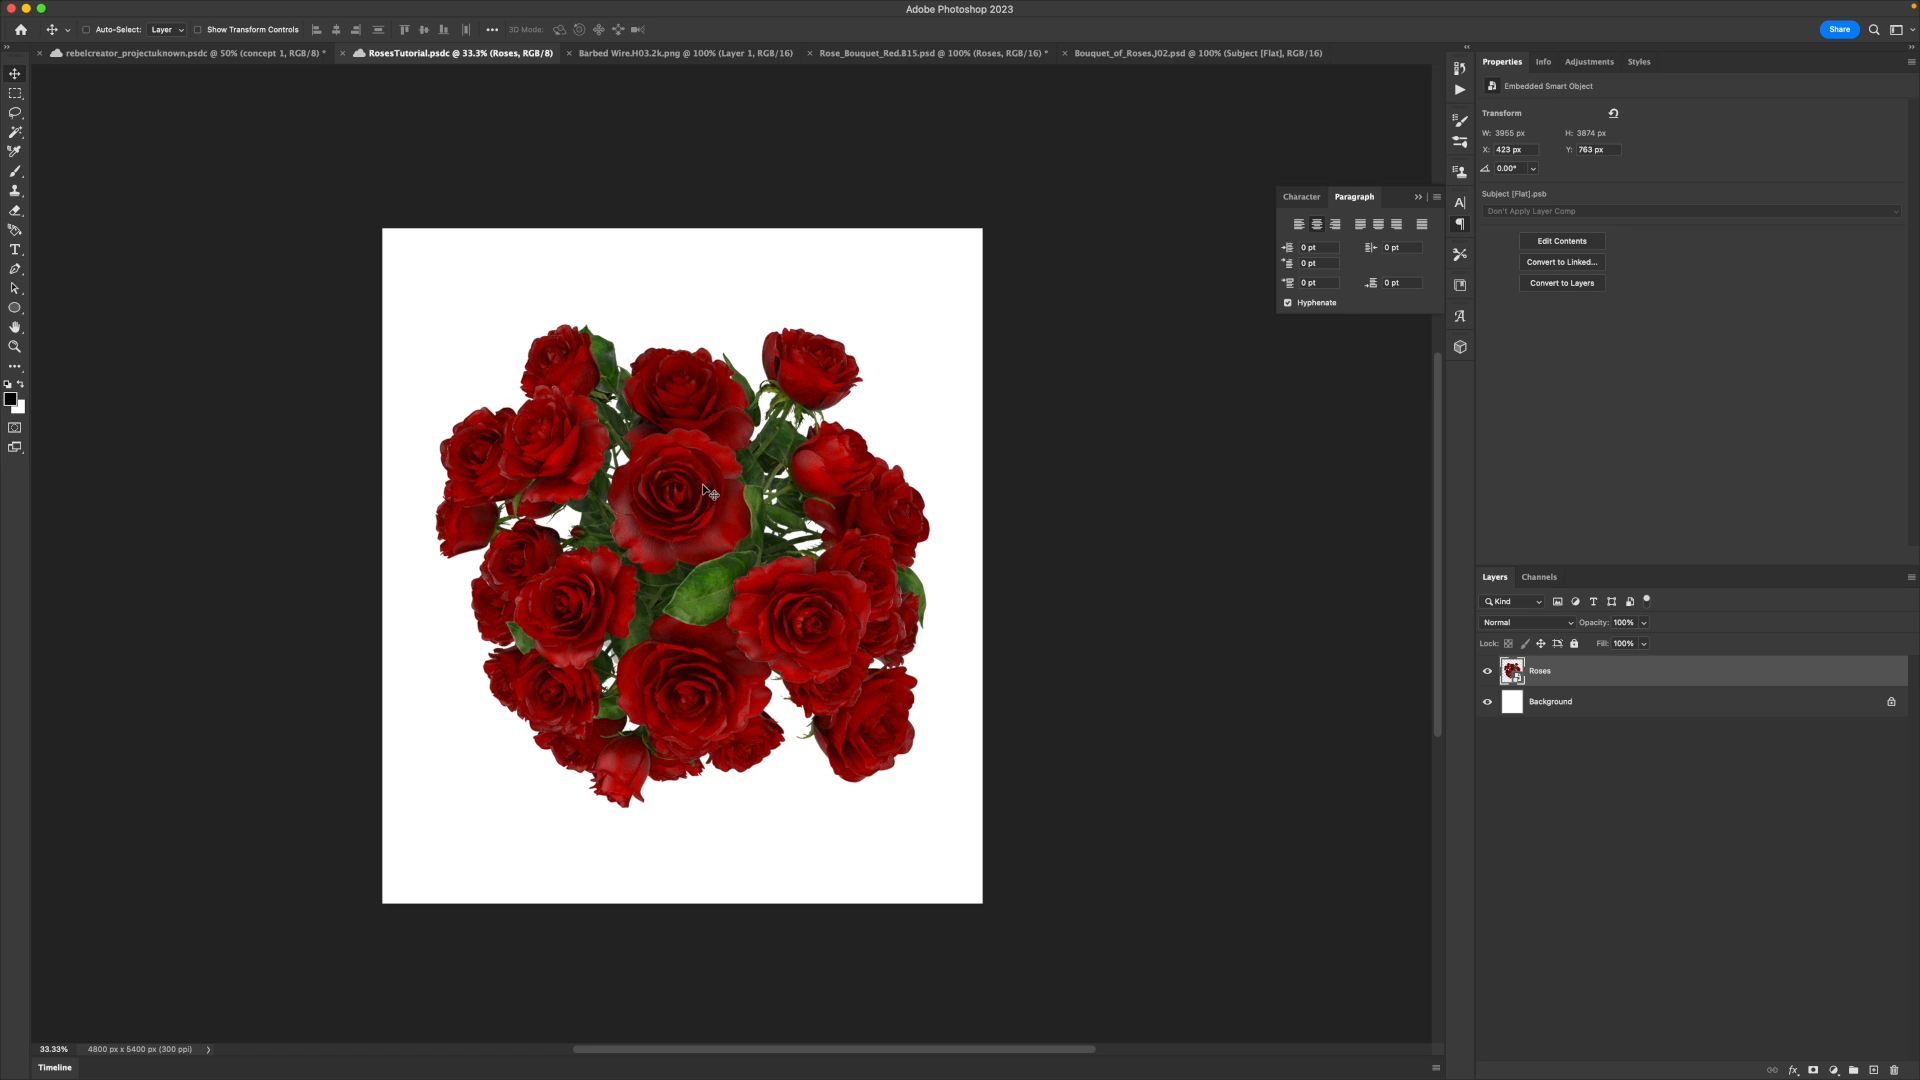 Adobe Photoshop 2023
Auto-Select: Layer Show Transform Controls 3D Mode: Share
rebelcreator_projectuknown.psdc @ 50% (concept 1, RGB/8) * RosesTutorial.psdc @ 33.3% (Roses, RGB/8) Barbed Wire.H03.2k.png @ 100% (Layer 1, RGB/16) Rose_Bouquet_Red.B15.psd @ 100% (Roses, RGB/16) * Bouquet_of_Roses.J02.psd @ 100% (Subject [Flat], RGB/16)
Properties Info Adjustments Styles
Embedded Smart Object
Transform
W: 3955 px H: 3874 px
X: 423 px Y: 763 px
0.00°
Subject [Flat].psb
Don't Apply Layer Comp
Edit Contents
Convert to Linked...
Convert to Layers
Character Paragraph
0 pt 0 pt
0 pt
0 pt 0 pt
Hyphenate
Layers Channels
Kind
Normal Opacity: 100%
Lock: Fill: 100%
Roses
Background
33.33% 4800 px x 5400 px (300 ppi)
Timeline